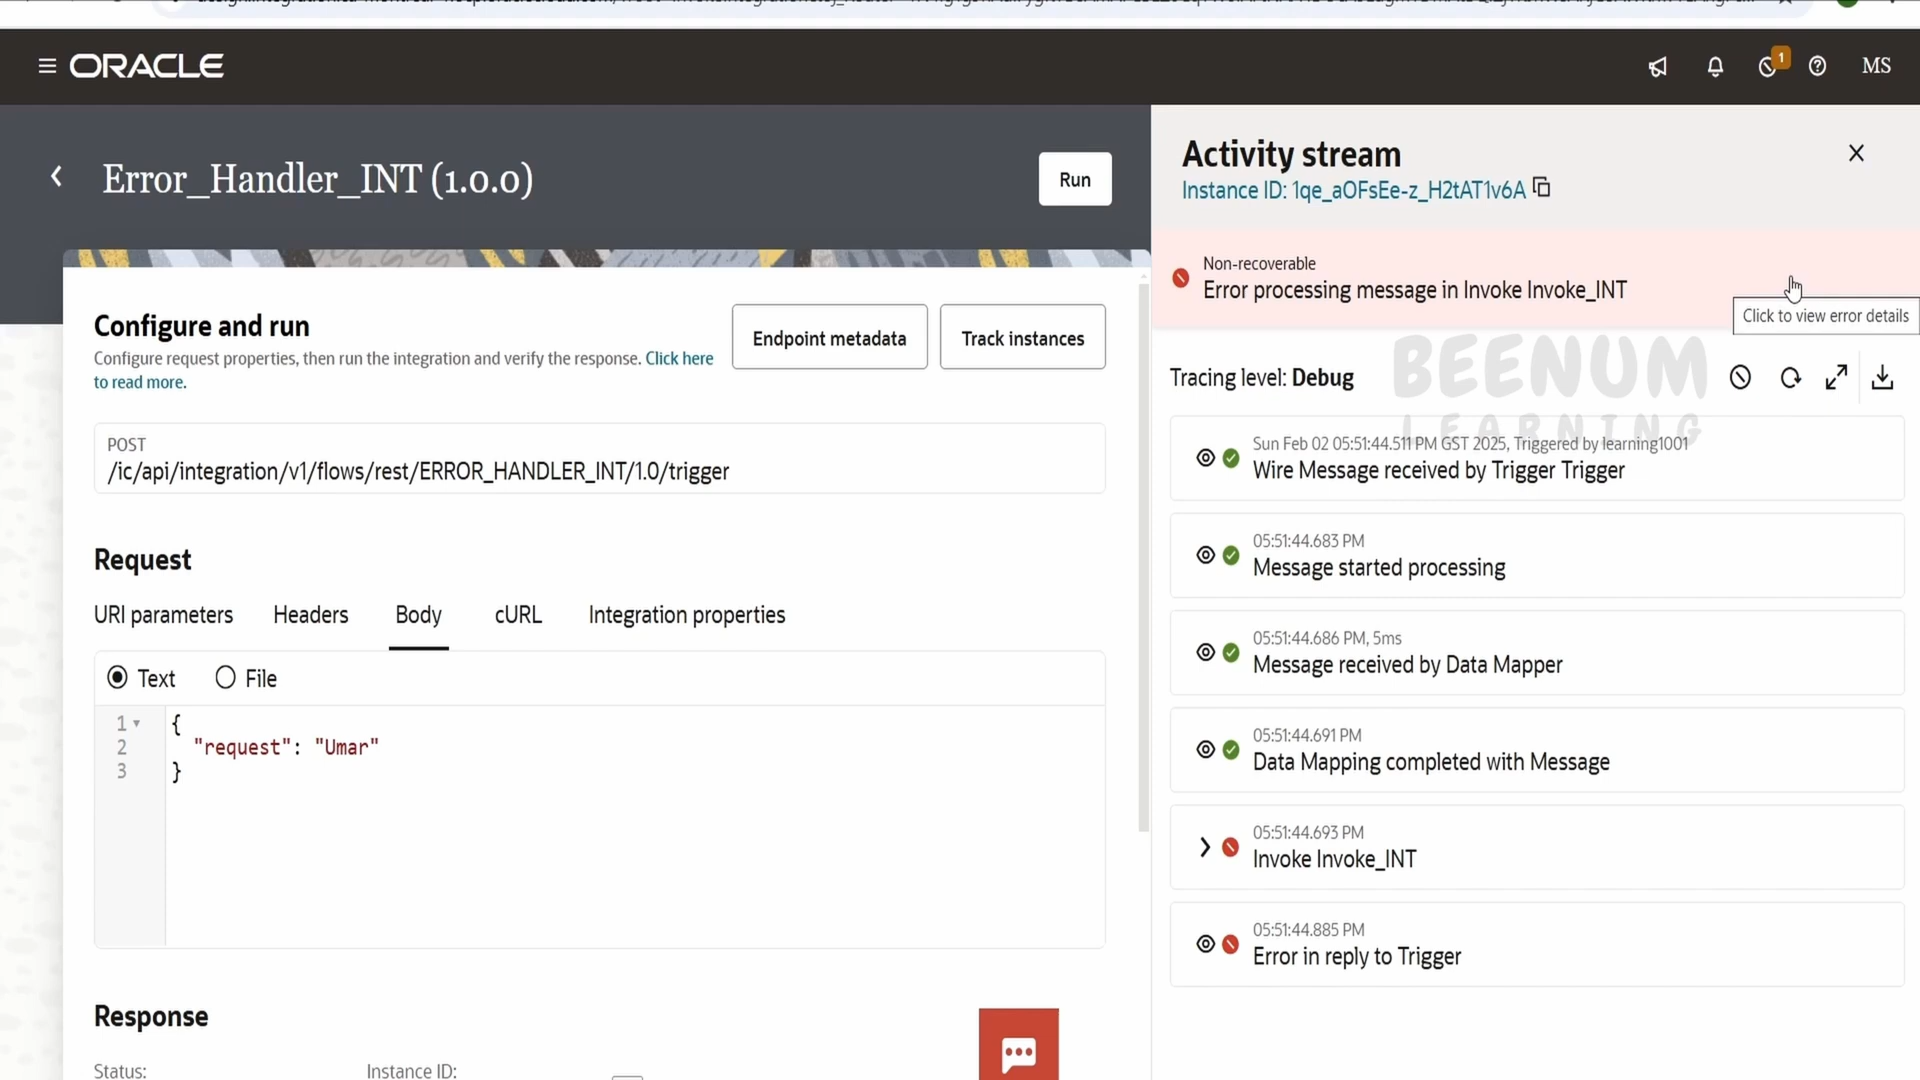 ORACLE
1
MS
Error_Handler_INT (1.0.0)
Run
Configure and run
Configure request properties, then run the integration and verify the response. Click here
to read more.
Endpoint metadata
Track instances
POST
/ic/api/integration/v1/flows/rest/ERROR_HANDLER_INT/1.0/trigger
Request
URI parameters
Headers
Body
cURL
Integration properties
Text
File
1
{
2
"request": "Umar"
3
}
Response
Status:
Instance ID:
Activity stream
Instance ID: 1qe_aOFsEe-z_H2tAT1v6A
Non-recoverable
Error processing message in Invoke Invoke_INT
Click to view error details
BEENUM
LEARNING
Tracing level: Debug
Sun Feb 02 05:51:44.511 PM GST 2025, Triggered by learning1001
Wire Message received by Trigger Trigger
05:51:44.683 PM
Message started processing
05:51:44.686 PM, 5ms
Message received by Data Mapper
05:51:44.691 PM
Data Mapping completed with Message
05:51:44.693 PM
Invoke Invoke_INT
05:51:44.885 PM
Error in reply to Trigger